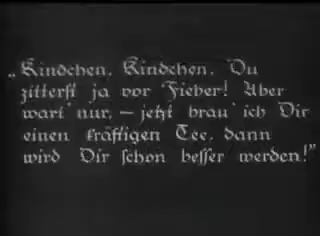 „Kindchen, Kindchen, Du
zitterst ja vor Fieber! Aber
wart' nur, — jetzt brau' ich Dir
einen kräftigen Tee, dann
wird Dir schon besser werden!"